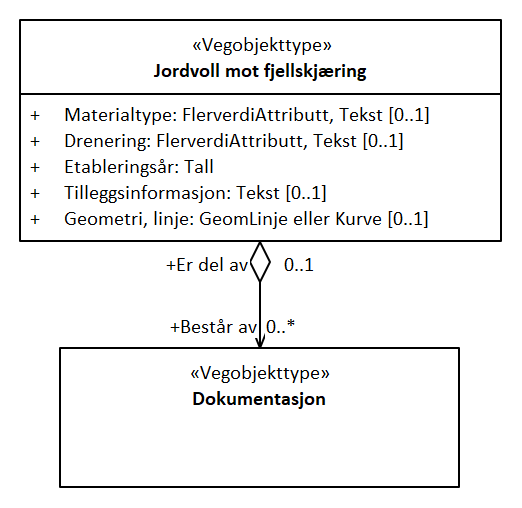 «Vegobjekttype»
Jordvoll mot fjellskjæring
+ Materialtype: FlerverdiAttributt, Tekst [0..1]
+ Drenering: FlerverdiAttributt, Tekst [0..1]
+ Etableringsår: Tall
+ Tilleggsinformasjon: Tekst [0..1]
+ Geometri, linje: GeomLinje eller Kurve [0..1]
+Er del av 0..1
+Består av 0..*
«Vegobjekttype»
Dokumentasjon